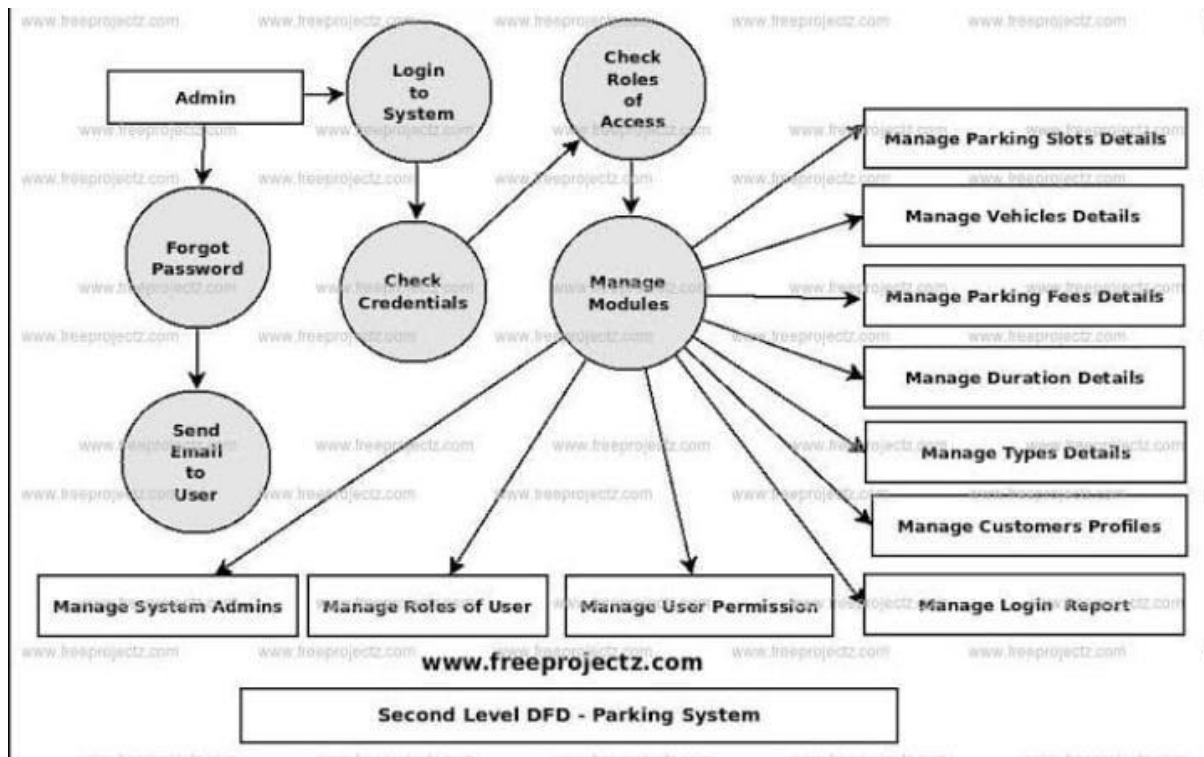 Admin
Login
to
System
Check
Roles
of
Access
Manage Parking Slots Details
Manage Vehicles Details
Forgot
Password
Check
Credentials
Manage
Modules
Manage Parking Fees Details
Manage Duration Details
Send
Email
to
User
Manage Types Details
Manage Customers Profiles
Manage System Admins
Manage Roles of User
Manage User Permission
Manage Login Report
www.freeprojectz.com
Second Level DFD - Parking System